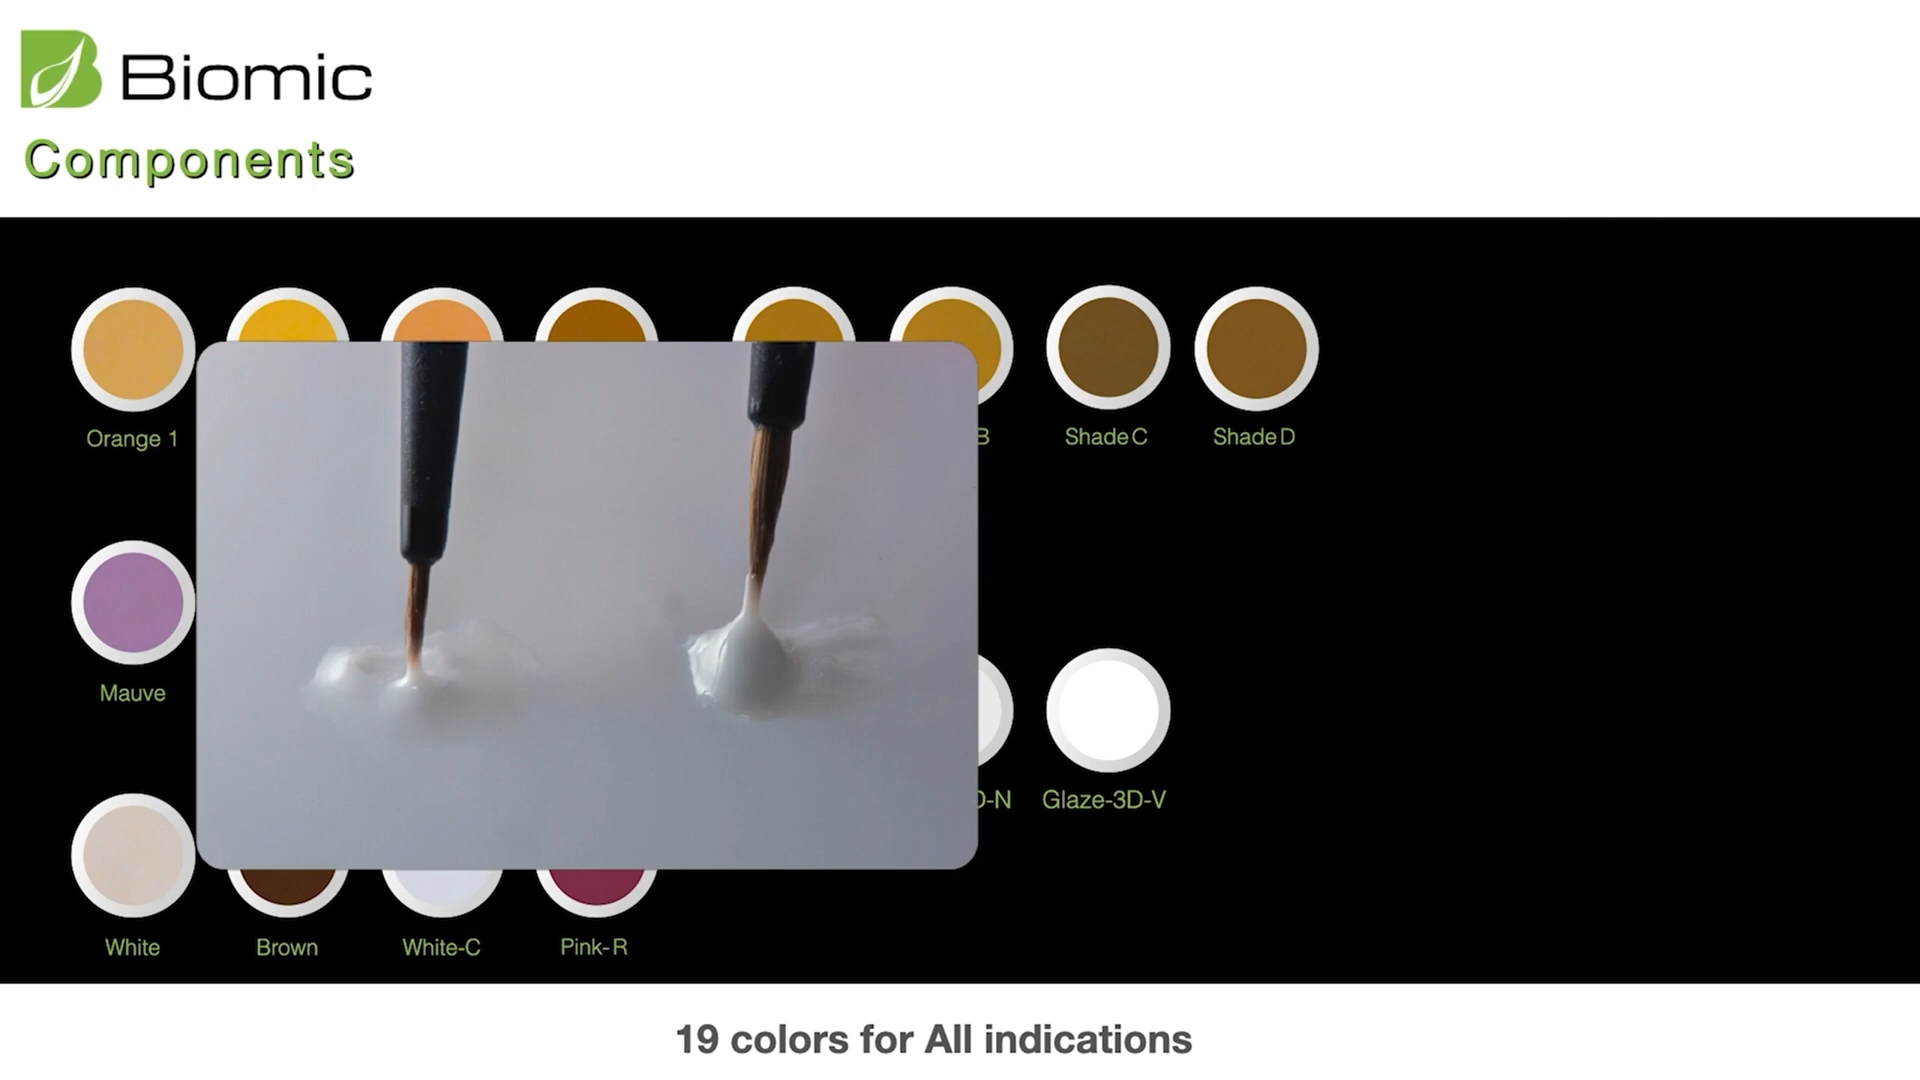 Biomic
Components
Orange 1
B
Shade C
Shade D
Mauve
D-N
Glaze-3D-V
White
Brown
White-C
Pink-R
19 colors for All indications